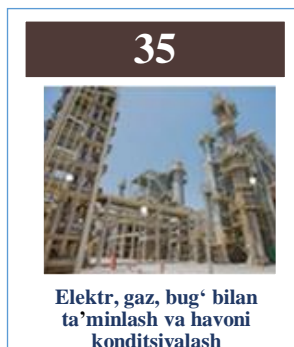 35
Elektr, gaz, bug‘ bilan
ta’minlash va havoni
konditsiyalash